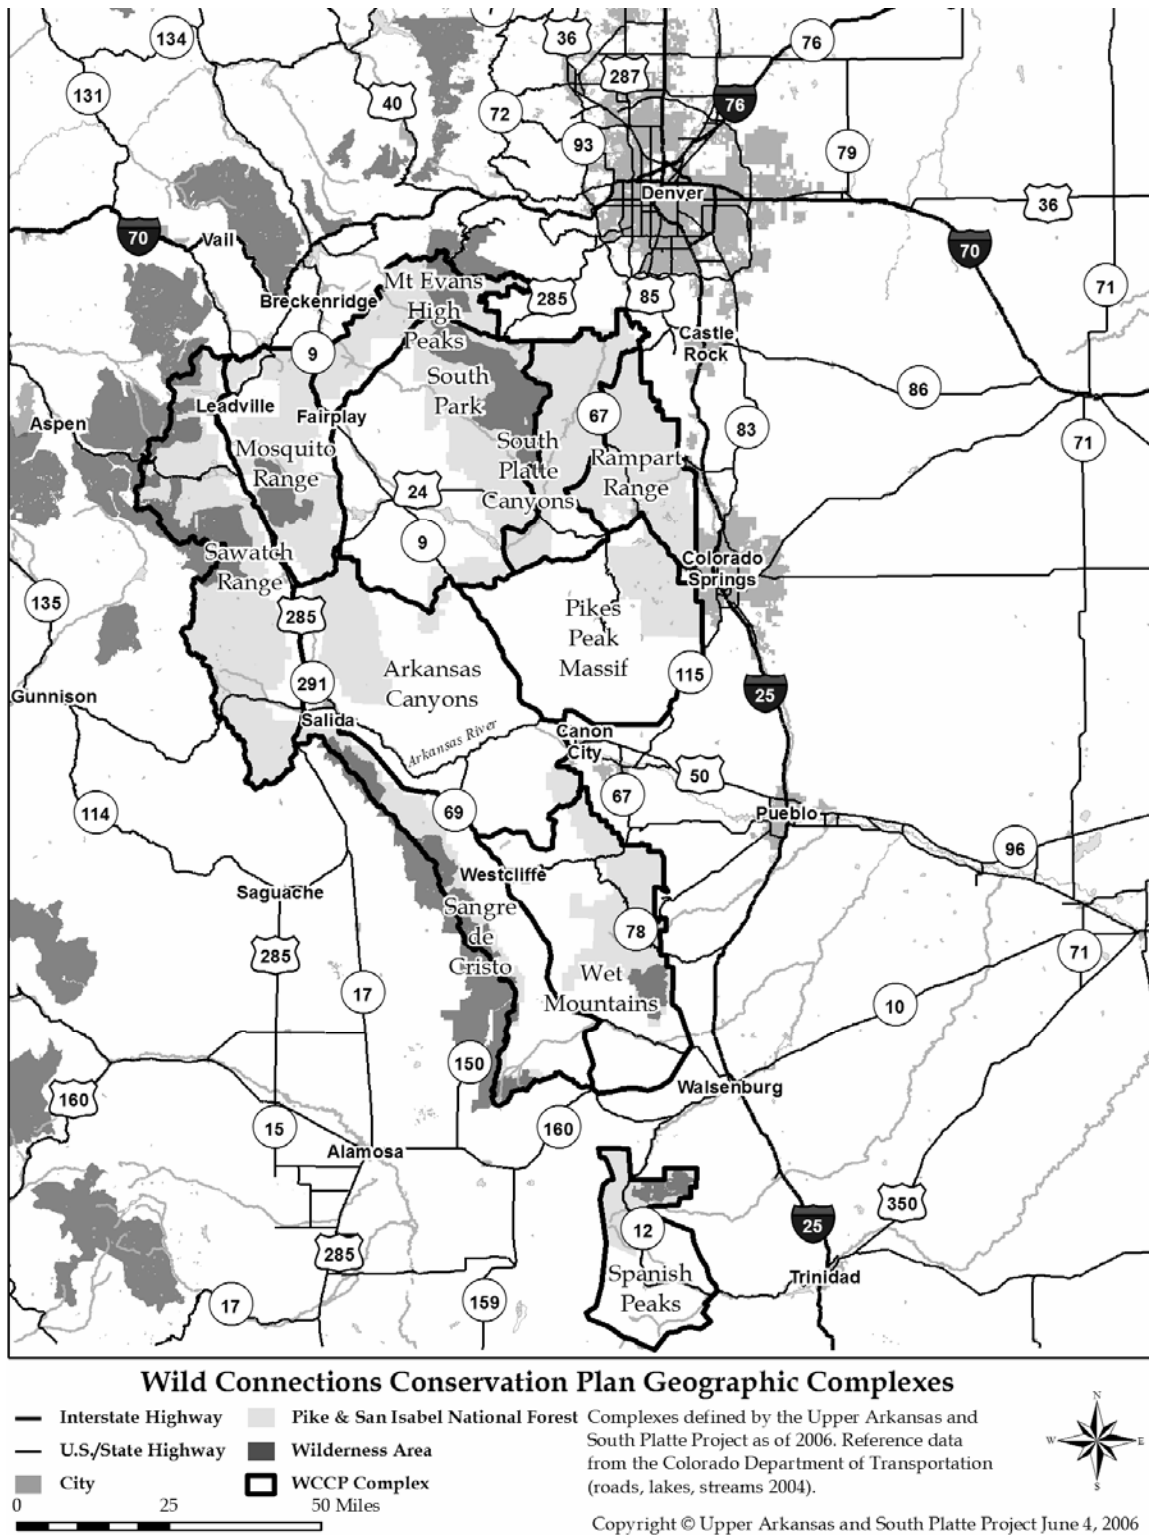 7
134
36
76
131
40
287
76
72
93
79
Denver
36
70
Vail
70
71
Mt Evans
High
Peaks
Breckenridge
285
85
9
Castle
Rock
86
South
Park
Leadville
Fairplay
67
Aspen
83
71
Mosquito
Range
South
Platte
Canyons
Rampart
Range
24
9
Sawatch
Range
Colorado
Springs
135
285
Pikes
Peak
Massif
Arkansas
Canyons
115
291
25
Gunnison
Salida
Arkansas River
Canon
City
50
67
69
114
Pueblo
96
Westcliffe
Saguache
Sangre
de
Cristo
78
285
71
Wet
Mountains
17
10
150
160
Walsenburg
15
160
Alamosa
350
12
25
285
Spanish
Peaks
Trinidad
17
159
Wild Connections Conservation Plan Geographic Complexes
Interstate Highway
U.S./State Highway
City
Pike & San Isabel National Forest
Wilderness Area
WCCP Complex
0 25 50 Miles
Complexes defined by the Upper Arkansas and
South Platte Project as of 2006. Reference data
from the Colorado Department of Transportation
(roads, lakes, streams 2004).
N
W E
S
Copyright © Upper Arkansas and South Platte Project June 4, 2006